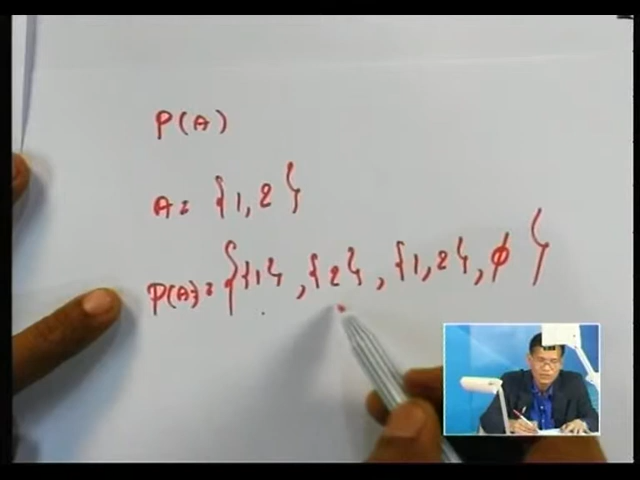 P(A)
A = {1, 2}
P(A) = {{1}, {2}, {1, 2}, ϕ}